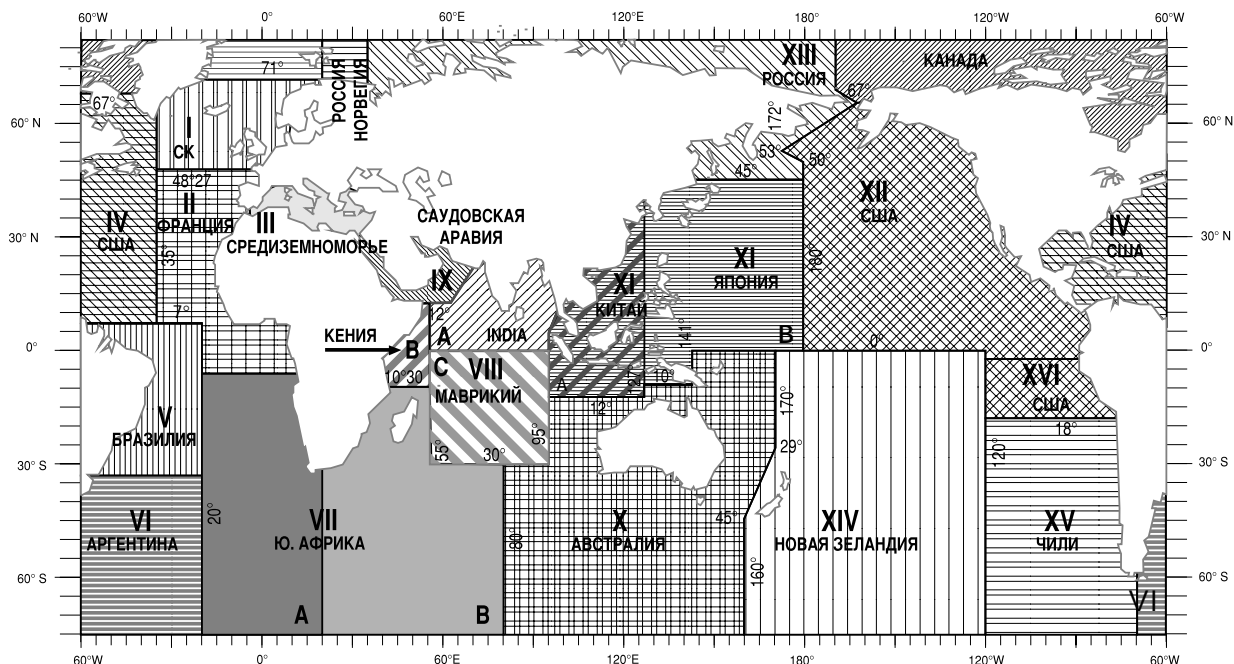 60°W 0° 60°E 120°E 180° 120°W 60°W
XIII
РОССИЯ
КАНАДА
71°
РОССИЯ
НОРВЕГИЯ
67°
67°
172°
60° N
60° N
I
СК
53°
50°
48°27
45°
II
ФРАНЦИЯ
III
СРЕДИЗЕМНОМОРЬЕ
САУДОВСКАЯ
АРАВИЯ
XII
США
IV
США
IV
США
30° N
30° N
35°
180°
IX
XI
КИТАЙ
XI
ЯПОНИЯ
7°
12°
КЕНИЯ
A
INDIA
141°
B
0°
0°
0°
B
C
VIII
МАВРИКИЙ
10°30
A
127°
10°
12°
XVI
США
18°
V
БРАЗИЛИЯ
170°
29°
55°
30°
95°
120°
30° S
30° S
VI
АРГЕНТИНА
20°
VII
Ю. АФРИКА
80°
X
АВСТРАЛИЯ
45°
160°
XIV
НОВАЯ ЗЕЛАНДИЯ
XV
ЧИЛИ
60° S
60° S
VI
A
B
60°W 0° 60°E 120°E 180° 120°W 60°W